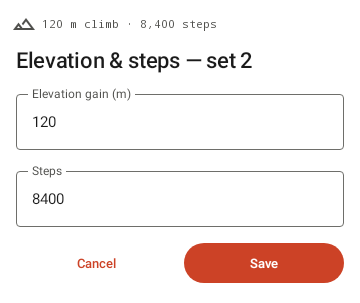 120 m climb · 8,400 steps
Elevation & steps — set 2
Elevation gain (m)
120
Steps
8400
Cancel
Save